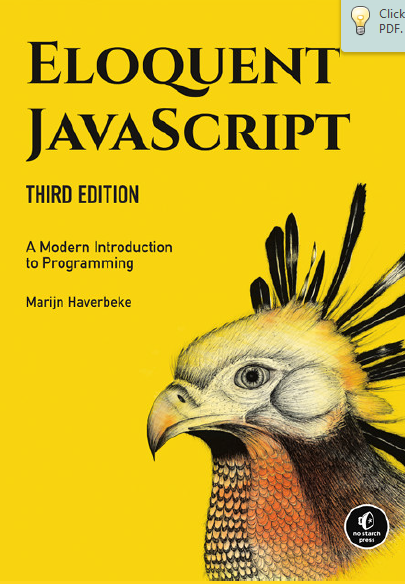 Click
PDF.
ELOQUENT
JAVASCRIPT
THIRD EDITION
A Modern Introduction
to Programming
Marijn Haverbeke
no starch
press